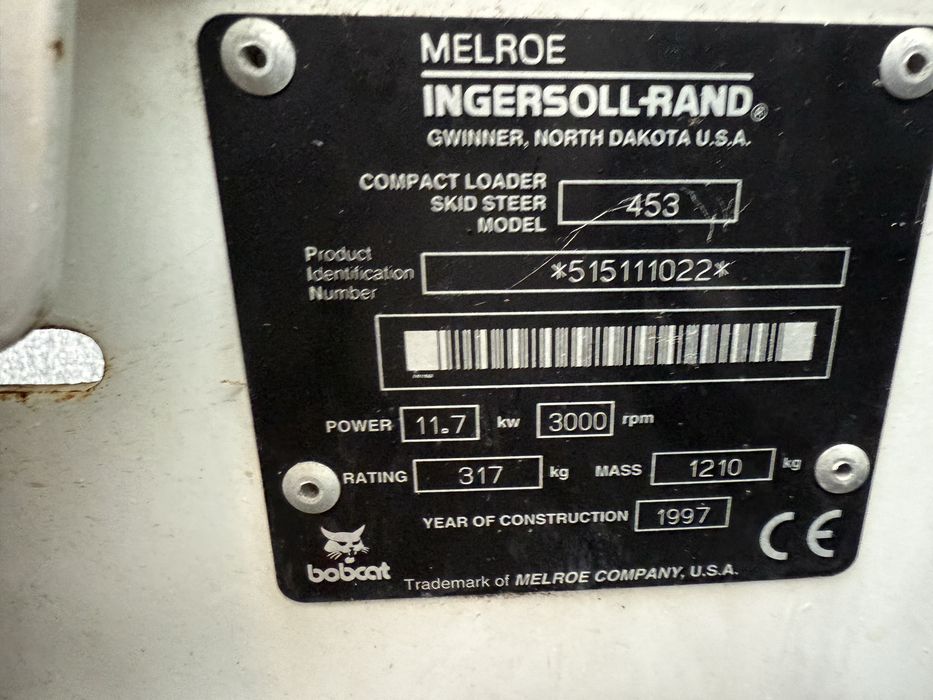 MELROE
INGERSOLL-RAND®
GWINNER, NORTH DAKOTA U.S.A.
COMPACT LOADER
SKID STEER
MODEL
453
Product
Identification
Number
*515111022*
POWER 11.7 kw 3000 rpm
RATING 317 kg MASS 1210 kg
YEAR OF CONSTRUCTION 1997
CE
bobcat
Trademark of MELROE COMPANY, U.S.A.